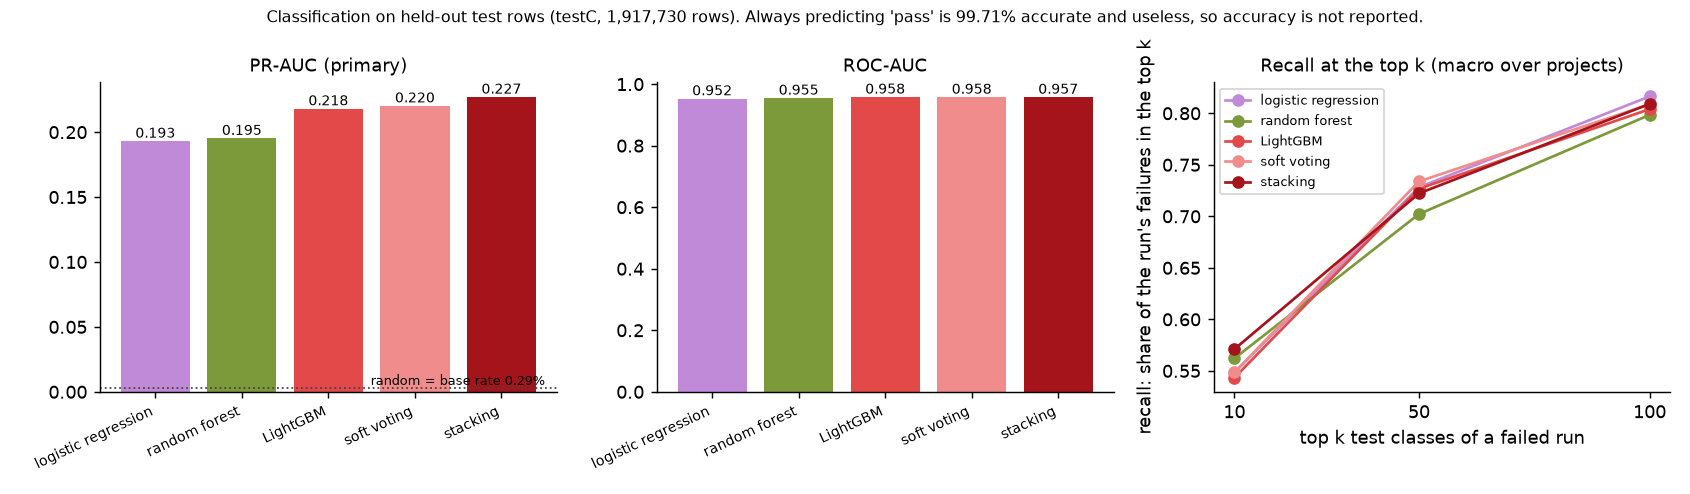 Classification on held-out test rows (testC, 1,917,730 rows). Always predicting 'pass' is 99.71% accurate and useless, so accuracy is not reported.
PR-AUC (primary)
0.20
0.15
0.10
0.05
0.00
0.193
0.195
0.218
0.220
0.227
random = base rate 0.29%
logistic regression
random forest
LightGBM
soft voting
stacking
ROC-AUC
1.0
0.8
0.6
0.4
0.2
0.0
0.952
0.955
0.958
0.958
0.957
logistic regression
random forest
LightGBM
soft voting
stacking
Recall at the top k (macro over projects)
recall: share of the run's failures in the top k
0.80
0.75
0.70
0.65
0.60
0.55
logistic regression
random forest
LightGBM
soft voting
stacking
10
50
100
top k test classes of a failed run